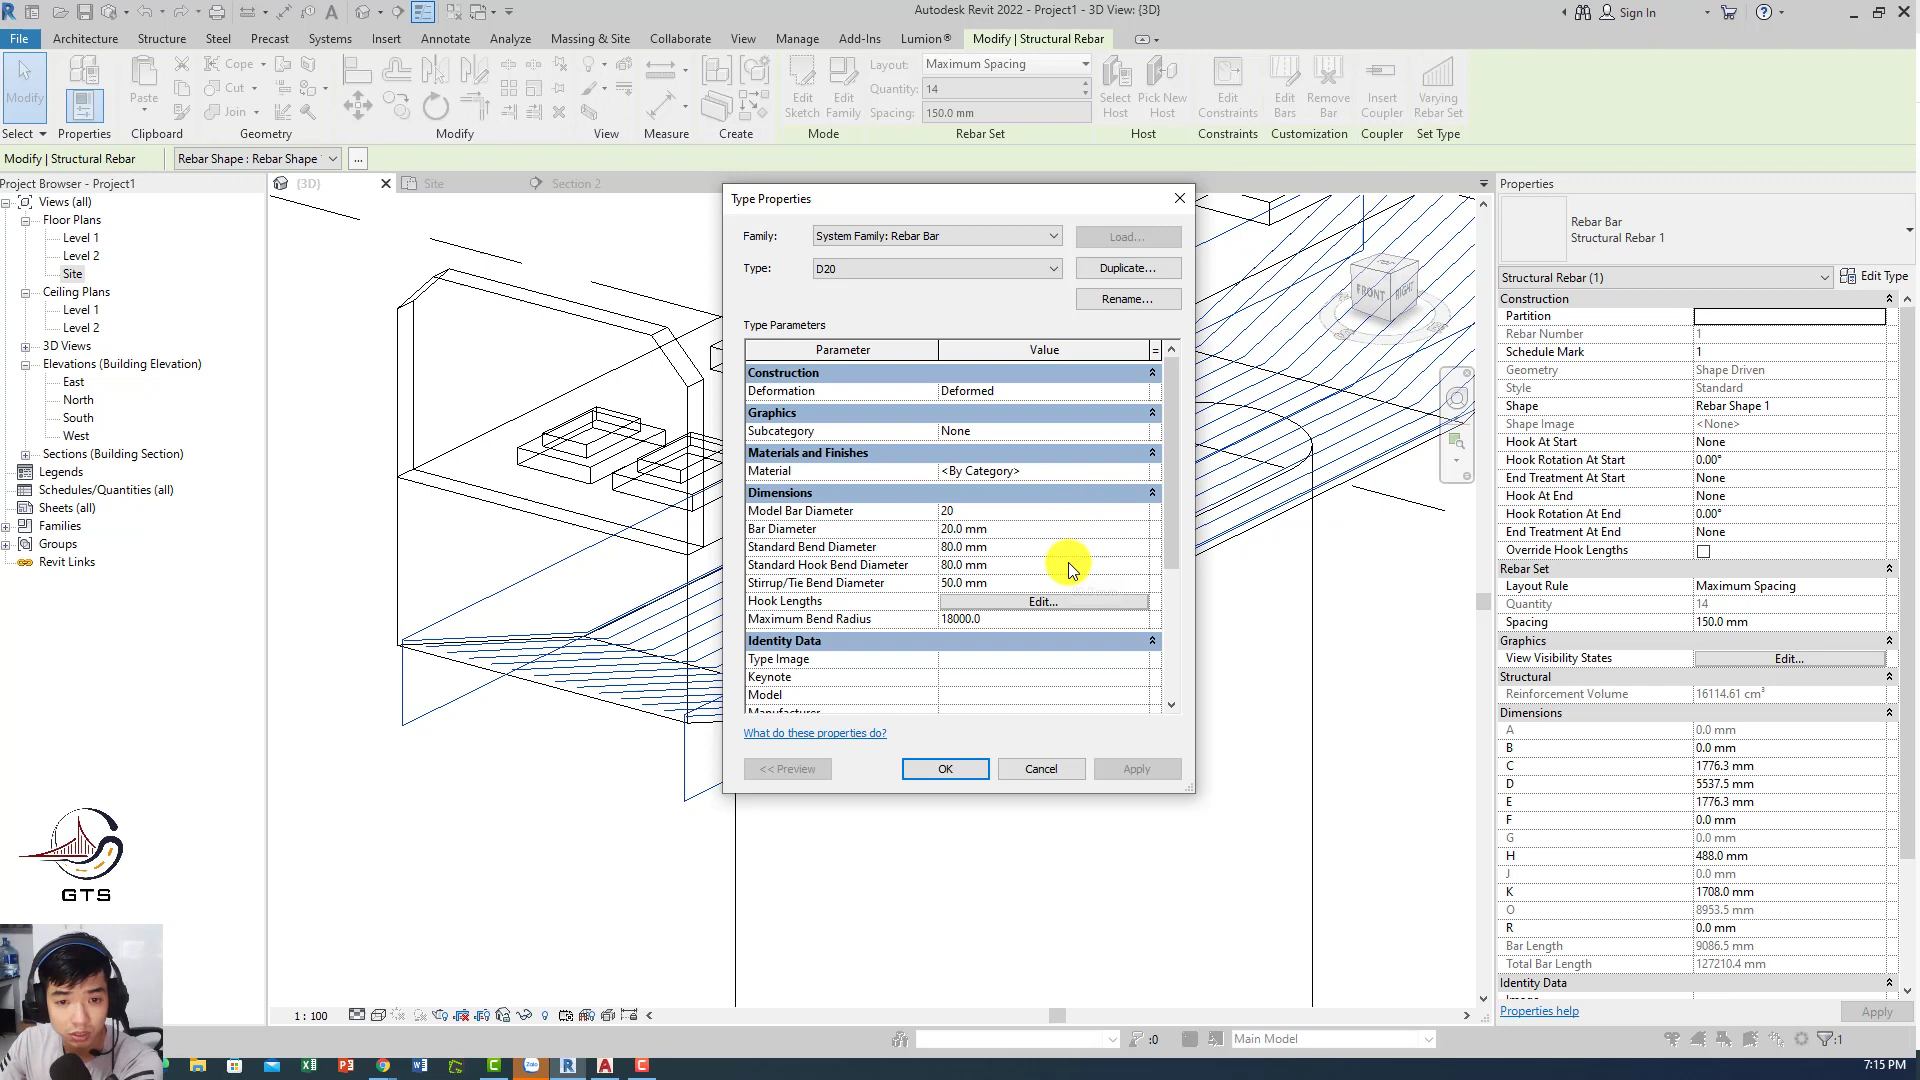 Autodesk Revit 2022 - Project1 - 3D View: {3D}
Sign In
File Architecture Structure Steel Precast Systems Insert Annotate Analyze Massing & Site Collaborate View Manage Add-Ins Lumion® Modify | Structural Rebar
Modify
Paste
Cope
Cut
Join
Edit Sketch
Edit Family
Layout: Maximum Spacing
Quantity: 14
Spacing: 150.0 mm
Select Host
Pick New Host
Edit Constraints
Edit Bars
Remove Bar
Insert Coupler
Varying Rebar Set
Select Properties Clipboard Geometry Modify View Measure Create Mode Rebar Set Host Constraints Customization Coupler Set Type
Modify | Structural Rebar
Rebar Shape : Rebar Shape
...
Project Browser - Project1
Views (all)
Floor Plans
Level 1
Level 2
Site
Ceiling Plans
Level 1
Level 2
3D Views
Elevations (Building Elevation)
East
North
South
West
Sections (Building Section)
Legends
Schedules/Quantities (all)
Sheets (all)
Families
Groups
Revit Links
GTS
{3D}
Site
Section 2
FRONT
RIGHT
Type Properties
Family: System Family: Rebar Bar
Load...
Type: D20
Duplicate...
Rename...
Type Parameters
Parameter Value =
Construction
Deformation Deformed
Graphics
Subcategory None
Materials and Finishes
Material <By Category>
Dimensions
Model Bar Diameter 20
Bar Diameter 20.0 mm
Standard Bend Diameter 80.0 mm
Standard Hook Bend Diameter 80.0 mm
Stirrup/Tie Bend Diameter 50.0 mm
Hook Lengths Edit...
Maximum Bend Radius 18000.0
Identity Data
Type Image
Keynote
Model
Manufacturer
What do these properties do?
<< Preview
OK
Cancel
Apply
Properties
Rebar Bar
Structural Rebar 1
Structural Rebar (1)
Edit Type
Construction
Partition
Rebar Number 1
Schedule Mark 1
Geometry Shape Driven
Style Standard
Shape Rebar Shape 1
Shape Image <None>
Hook At Start None
Hook Rotation At Start 0.00°
End Treatment At Start None
Hook At End None
Hook Rotation At End 0.00°
End Treatment At End None
Override Hook Lengths
Rebar Set
Layout Rule Maximum Spacing
Quantity 14
Spacing 150.0 mm
Graphics
View Visibility States Edit...
Structural
Reinforcement Volume 16114.61 cm³
Dimensions
A 0.0 mm
B 0.0 mm
C 1776.3 mm
D 5537.5 mm
E 1776.3 mm
F 0.0 mm
G 0.0 mm
H 488.0 mm
J 0.0 mm
K 1708.0 mm
O 8953.5 mm
R 0.0 mm
Bar Length 9086.5 mm
Total Bar Length 127210.4 mm
Identity Data
Properties help
Apply
1 : 100
:0
Main Model
:1
7:15 PM